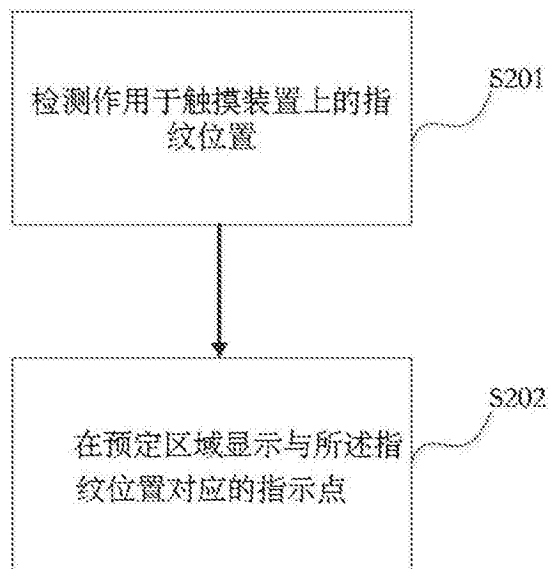 检测作用于触摸装置上的指
纹位置
S201
在预定区域显示与所述指
纹位置对应的指示点
S202